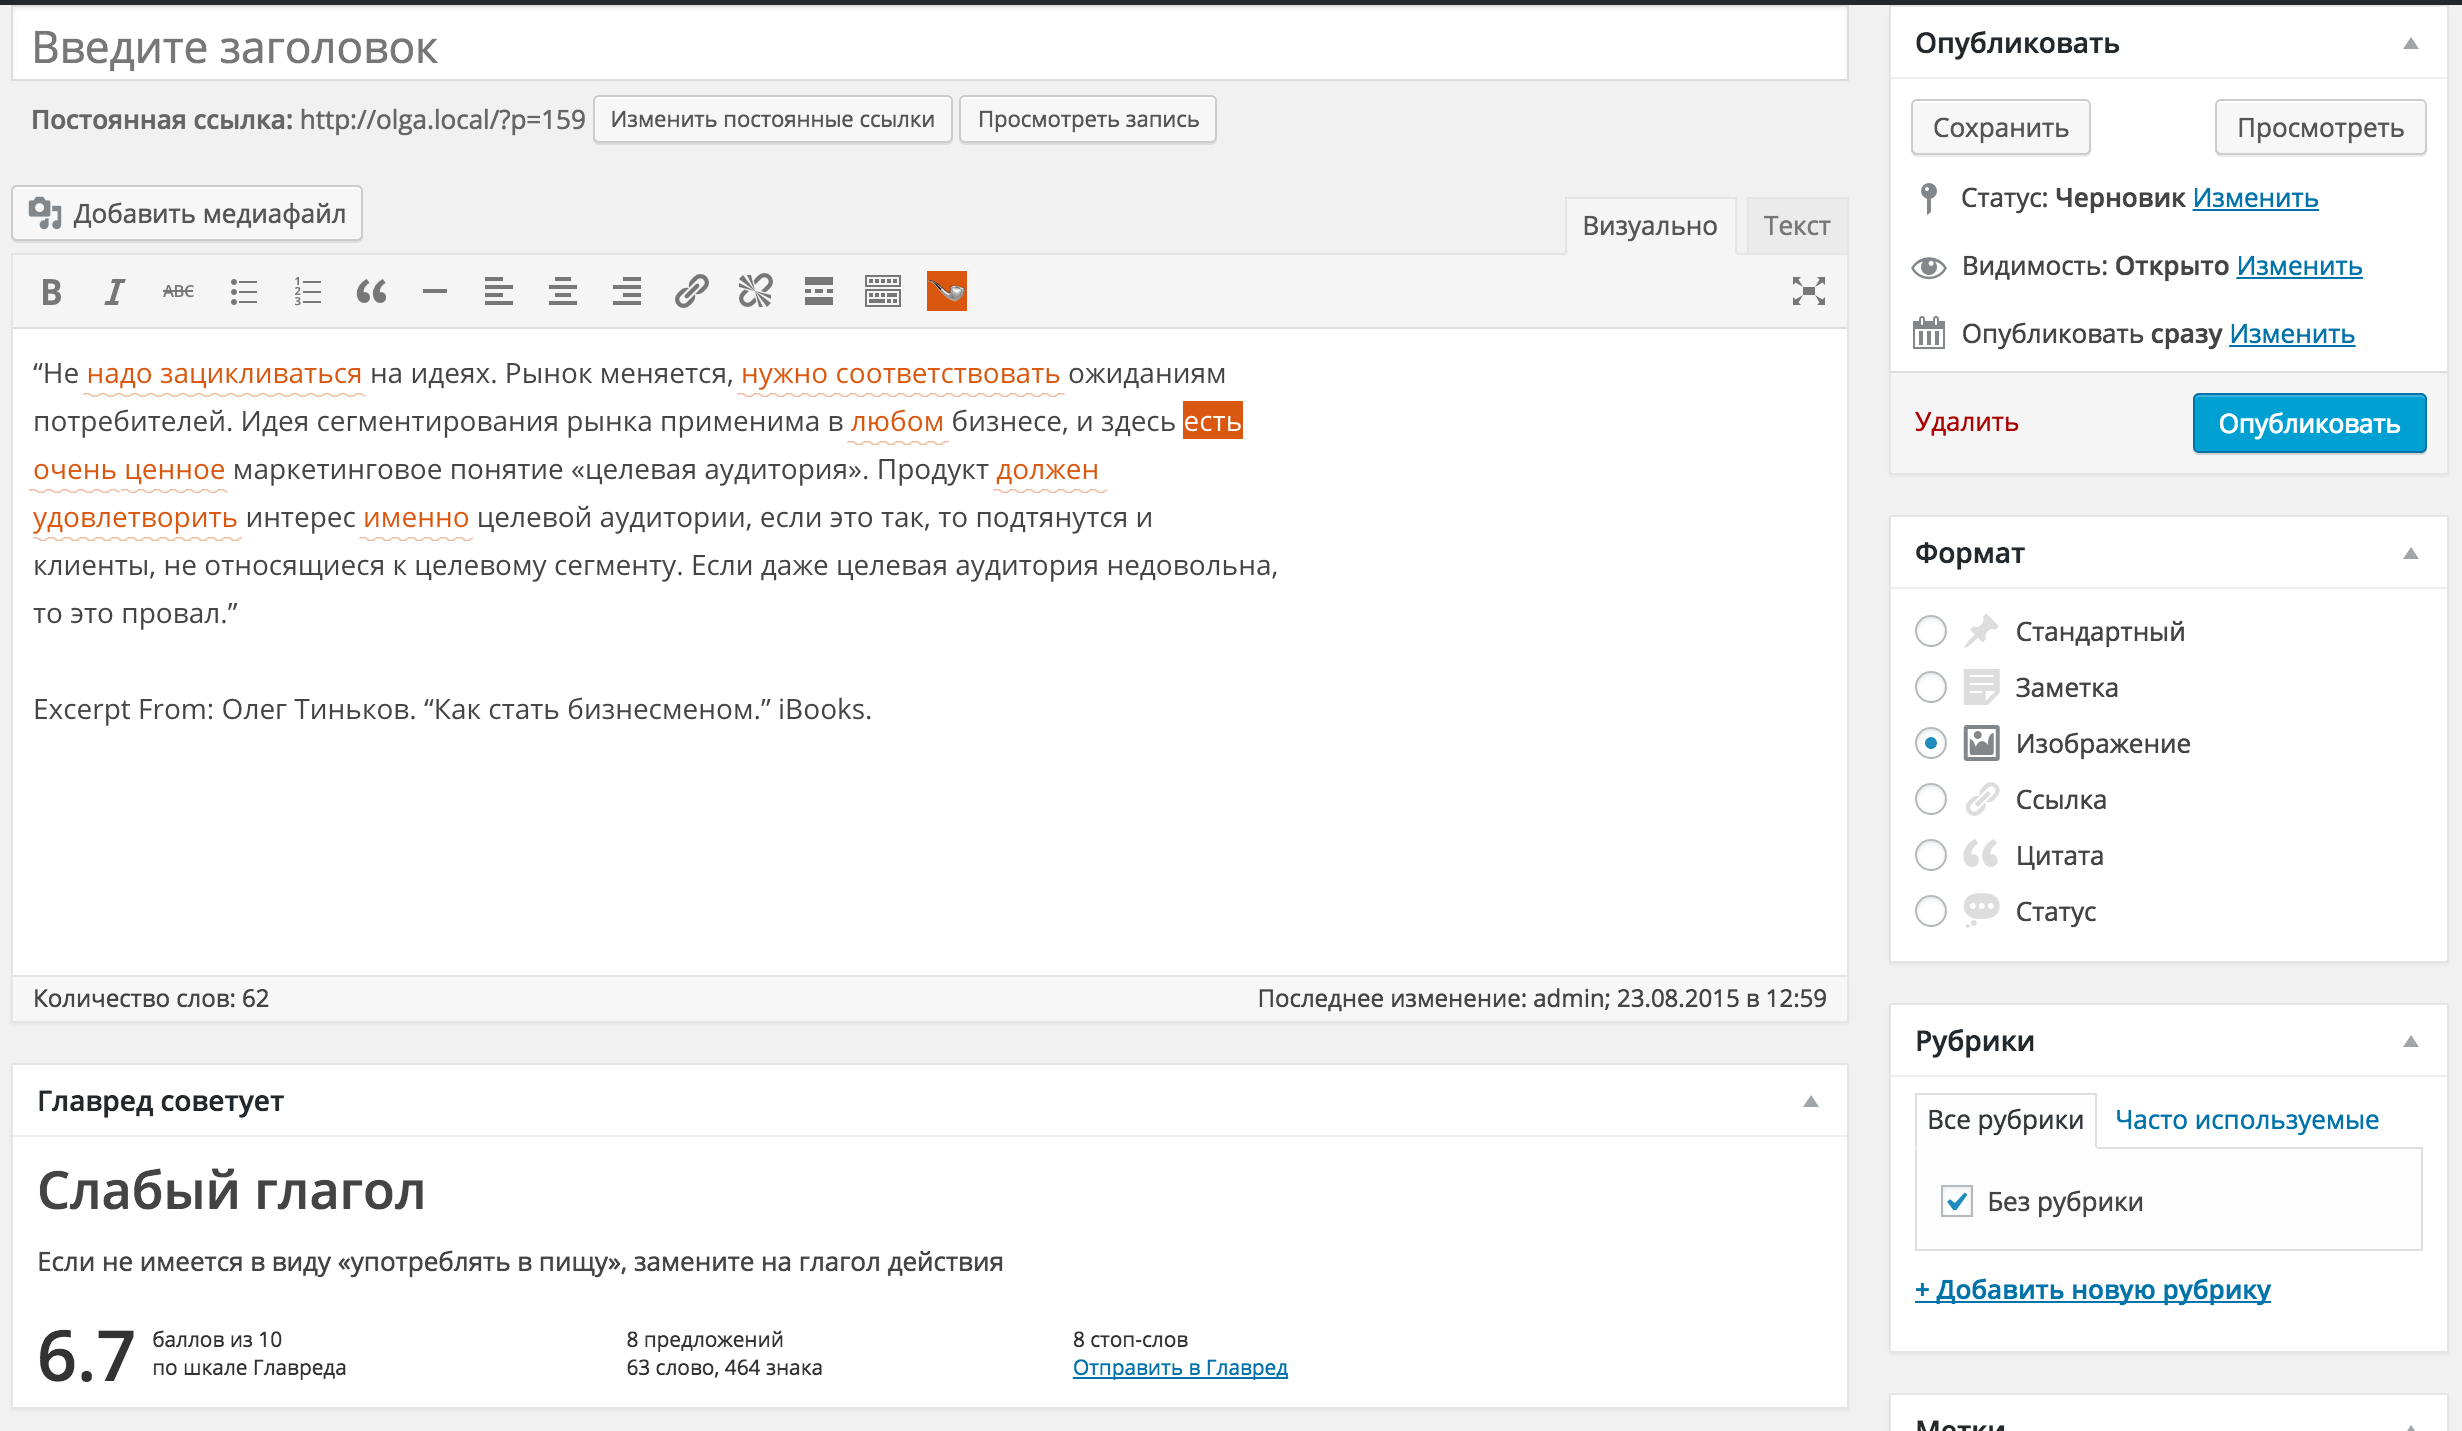 Введите заголовок
Постоянная ссылка: http://olga.local/?p=159 Изменить постоянные ссылки Просмотреть запись
Добавить медиафайл
Визуально Текст
B I ABC
“Не надо зацикливаться на идеях. Рынок меняется, нужно соответствовать ожиданиям
потребителей. Идея сегментирования рынка применима в любом бизнесе, и здесь есть
очень ценное маркетинговое понятие «целевая аудитория». Продукт должен
удовлетворить интерес именно целевой аудитории, если это так, то подтянутся и
клиенты, не относящиеся к целевому сегменту. Если даже целевая аудитория недовольна,
то это провал.”
Excerpt From: Олег Тиньков. “Как стать бизнесменом.” iBooks.
Количество слов: 62
Последнее изменение: admin; 23.08.2015 в 12:59
Главред советует
Слабый глагол
Если не имеется в виду «употреблять в пищу», замените на глагол действия
6.7
баллов из 10
по шкале Главреда
8 предложений
63 слово, 464 знака
8 стоп-слов
Отправить в Главред
Опубликовать
Сохранить Просмотреть
Статус: Черновик Изменить
Видимость: Открыто Изменить
Опубликовать сразу Изменить
Удалить Опубликовать
Формат
Стандартный
Заметка
Изображение
Ссылка
Цитата
Статус
Рубрики
Все рубрики Часто используемые
Без рубрики
+ Добавить новую рубрику
Метки